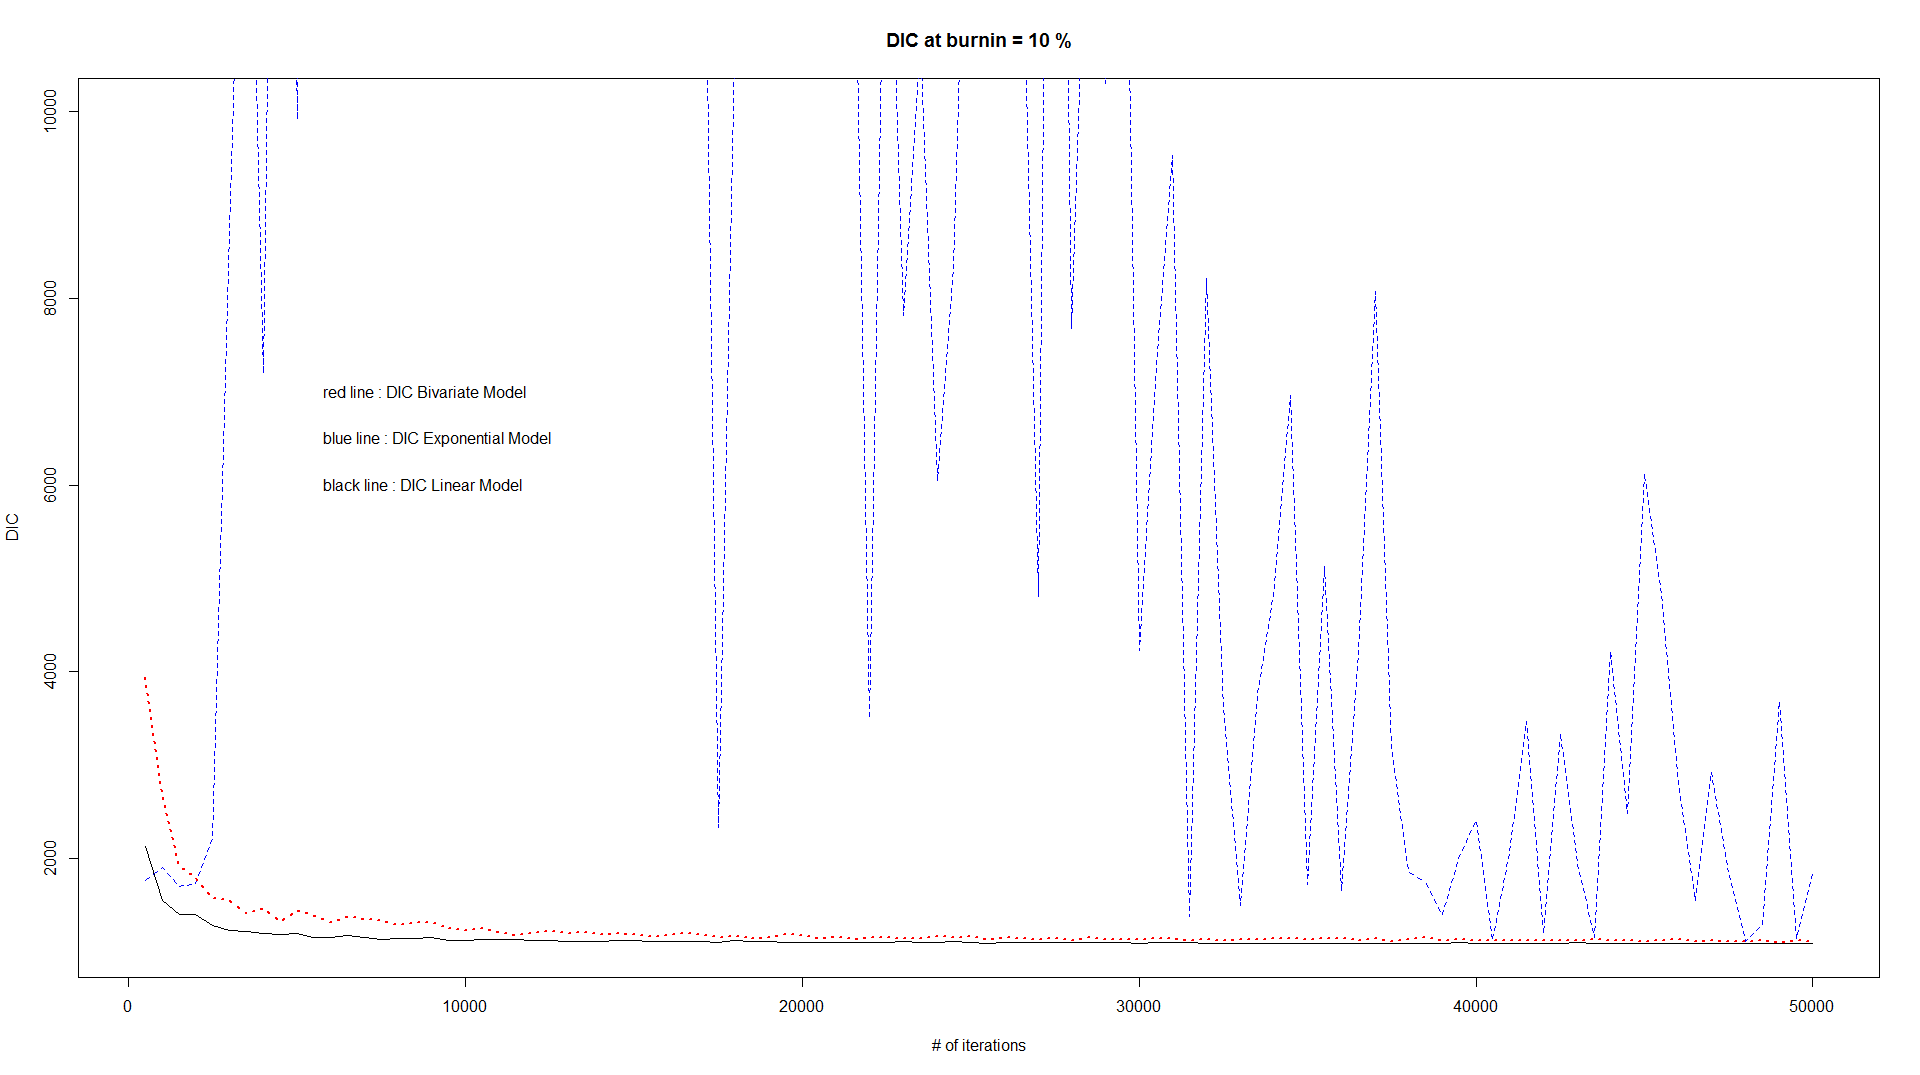 DIC at burnin = 10 %
10000
8000
6000
4000
2000
DIC
red line : DIC Bivariate Model
blue line : DIC Exponential Model
black line : DIC Linear Model
0 10000 20000 30000 40000 50000
# of iterations